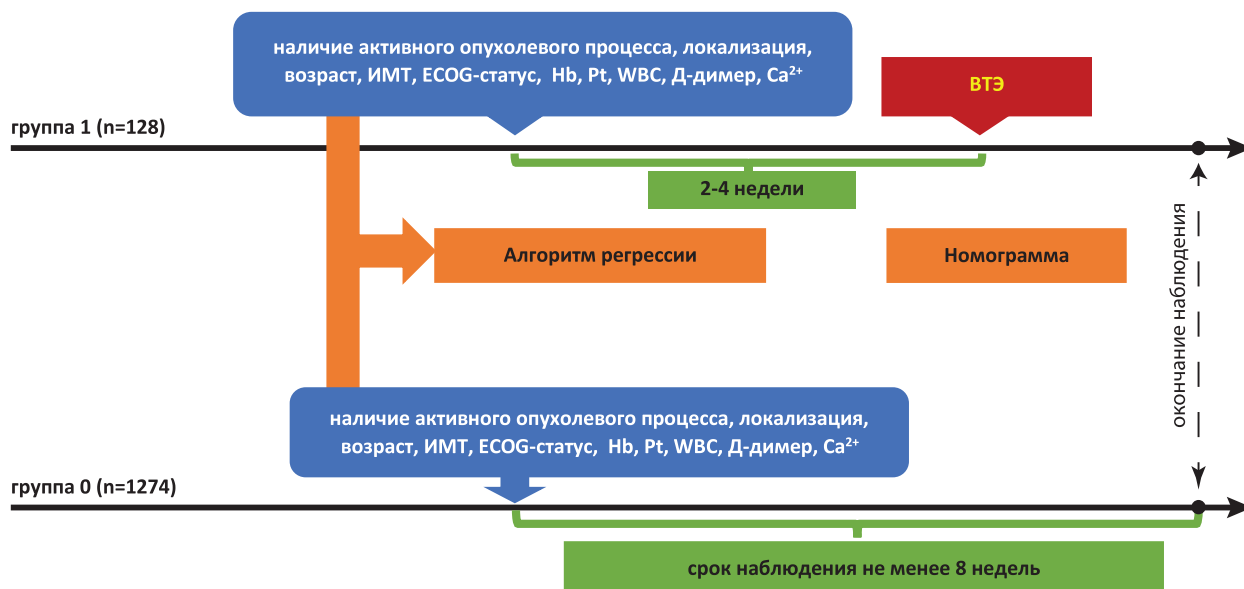 наличие активного опухолевого процесса, локализация,
возраст, ИМТ, ECOG-статус, Hb, Pt, WBC, Д-димер, Ca²⁺
ВТЭ
группа 1 (n=128)
2-4 недели
Алгоритм регрессии
Номограмма
окончание наблюдения
наличие активного опухолевого процесса, локализация,
возраст, ИМТ, ECOG-статус, Hb, Pt, WBC, Д-димер, Ca²⁺
группа 0 (n=1274)
срок наблюдения не менее 8 недель